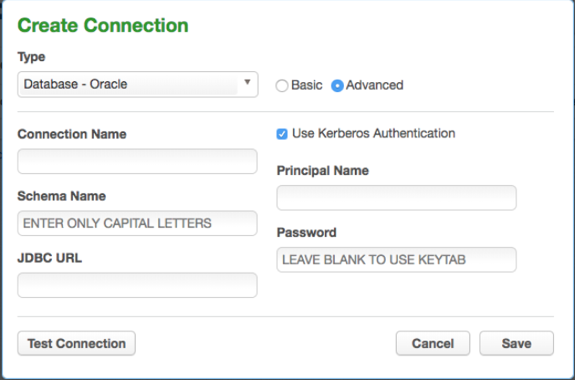 Create Connection
Type
Database - Oracle
Basic
Advanced
Connection Name
Use Kerberos Authentication
Principal Name
Schema Name
ENTER ONLY CAPITAL LETTERS
Password
JDBC URL
LEAVE BLANK TO USE KEYTAB
Test Connection
Cancel
Save